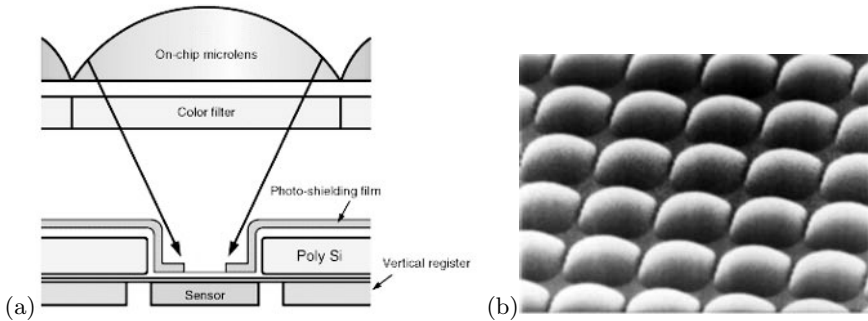 On-chip microlens
Color filter
Photo-shielding film
Poly Si
Vertical register
Sensor
(a)
(b)